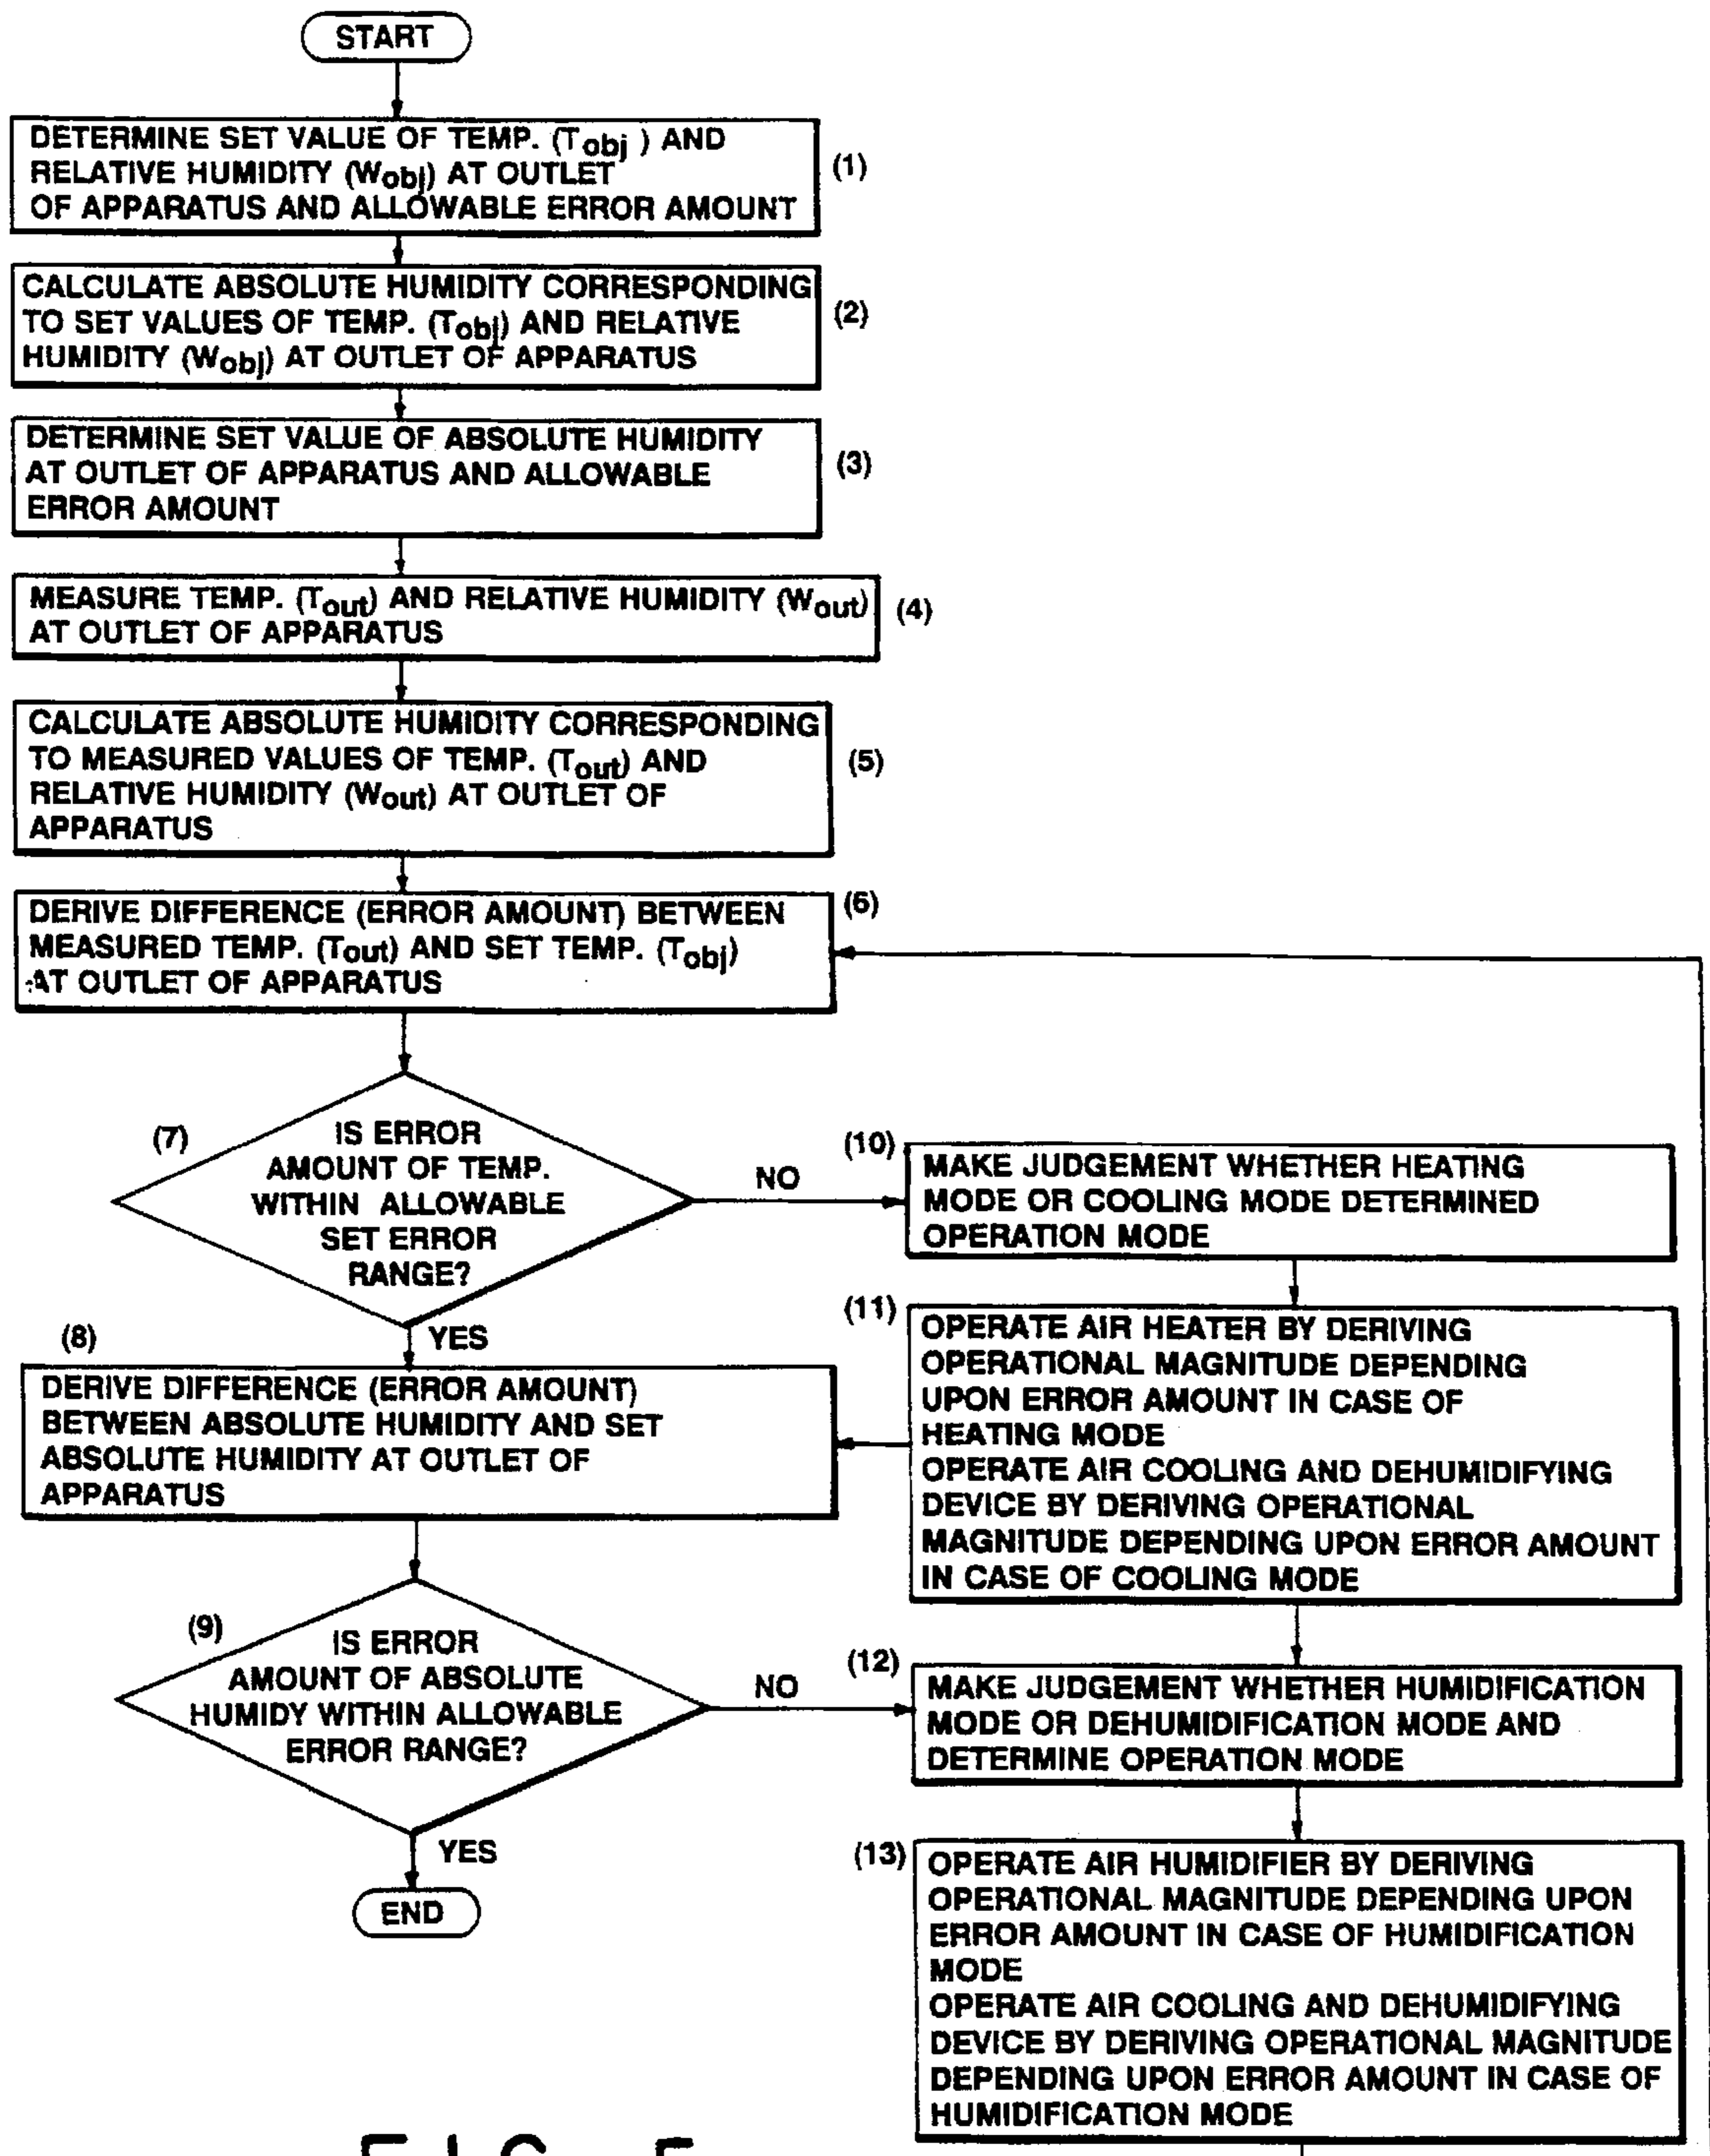 START
DETERMINE SET VALUE OF TEMP. (Tobj ) AND
RELATIVE HUMIDITY (Wobj) AT OUTLET
OF APPARATUS AND ALLOWABLE ERROR AMOUNT
(1)
CALCULATE ABSOLUTE HUMIDITY CORRESPONDING
TO SET VALUES OF TEMP. (Tobj) AND RELATIVE
HUMIDITY (Wobj) AT OUTLET OF APPARATUS
(2)
DETERMINE SET VALUE OF ABSOLUTE HUMIDITY
AT OUTLET OF APPARATUS AND ALLOWABLE
ERROR AMOUNT
(3)
MEASURE TEMP. (Tout) AND RELATIVE HUMIDITY (Wout)
AT OUTLET OF APPARATUS
(4)
CALCULATE ABSOLUTE HUMIDITY CORRESPONDING
TO MEASURED VALUES OF TEMP. (Tout) AND
RELATIVE HUMIDITY (Wout) AT OUTLET OF
APPARATUS
(5)
DERIVE DIFFERENCE (ERROR AMOUNT) BETWEEN
MEASURED TEMP. (Tout) AND SET TEMP. (Tobj)
AT OUTLET OF APPARATUS
(6)
(7)
IS ERROR
AMOUNT OF TEMP.
WITHIN ALLOWABLE
SET ERROR
RANGE?
NO
YES
(10)
MAKE JUDGEMENT WHETHER HEATING
MODE OR COOLING MODE DETERMINED
OPERATION MODE
(11)
OPERATE AIR HEATER BY DERIVING
OPERATIONAL MAGNITUDE DEPENDING
UPON ERROR AMOUNT IN CASE OF
HEATING MODE
OPERATE AIR COOLING AND DEHUMIDIFYING
DEVICE BY DERIVING OPERATIONAL
MAGNITUDE DEPENDING UPON ERROR AMOUNT
IN CASE OF COOLING MODE
(8)
DERIVE DIFFERENCE (ERROR AMOUNT)
BETWEEN ABSOLUTE HUMIDITY AND SET
ABSOLUTE HUMIDITY AT OUTLET OF
APPARATUS
(9)
IS ERROR
AMOUNT OF ABSOLUTE
HUMIDY WITHIN ALLOWABLE
ERROR RANGE?
NO
YES
END
(12)
MAKE JUDGEMENT WHETHER HUMIDIFICATION
MODE OR DEHUMIDIFICATION MODE AND
DETERMINE OPERATION MODE
(13)
OPERATE AIR HUMIDIFIER BY DERIVING
OPERATIONAL MAGNITUDE DEPENDING UPON
ERROR AMOUNT IN CASE OF HUMIDIFICATION
MODE
OPERATE AIR COOLING AND DEHUMIDIFYING
DEVICE BY DERIVING OPERATIONAL MAGNITUDE
DEPENDING UPON ERROR AMOUNT IN CASE OF
HUMIDIFICATION MODE